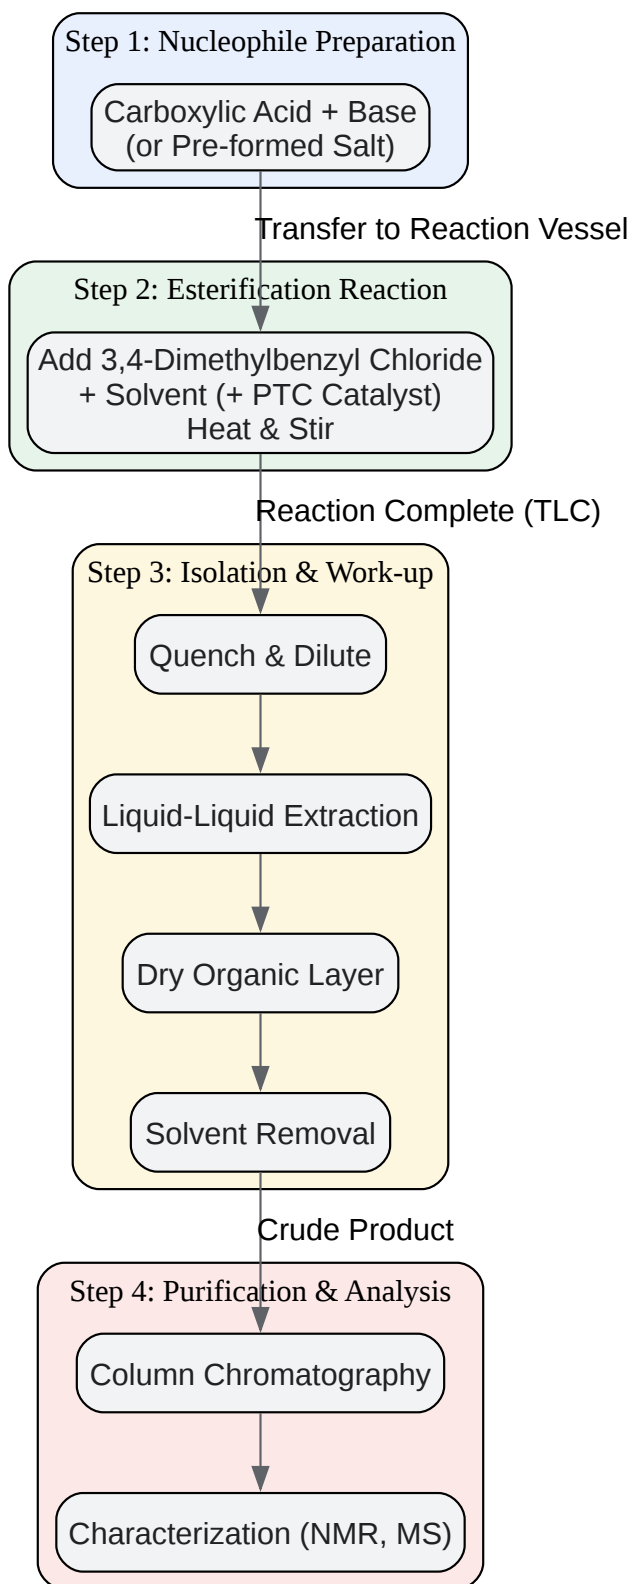 Step 1: Nucleophile Preparation
Carboxylic Acid + Base
(or Pre-formed Salt)
Transfer to Reaction Vessel
Step 2: Esterification Reaction
Add 3,4-Dimethylbenzyl Chloride
+ Solvent (+ PTC Catalyst)
Heat & Stir
Reaction Complete (TLC)
Step 3: Isolation & Work-up
Quench & Dilute
Liquid-Liquid Extraction
Dry Organic Layer
Solvent Removal
Crude Product
Step 4: Purification & Analysis
Column Chromatography
Characterization (NMR, MS)